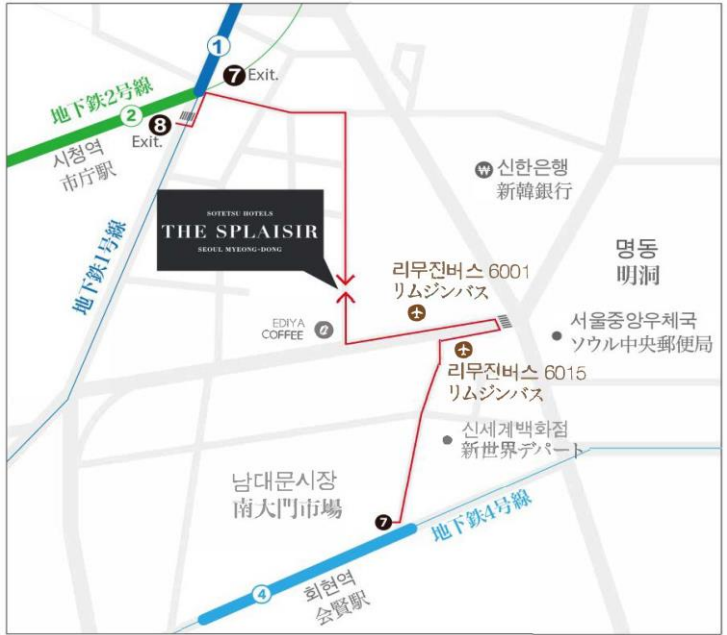 1
7 Exit.
地下鉄2号線
2
8
Exit.
시청역
市庁駅
신한은행
新韓銀行
SOTETSU HOTELS
THE SPLAISIR
SEOUL MYEONG-DONG
地下鉄1号線
명동
明洞
리무진버스 6001
リムジンバス
EDIYA
COFFEE
서울중앙우체국
ソウル中央郵便局
리무진버스 6015
リムジンバス
신세계백화점
新世界デパート
남대문시장
南大門市場
7
地下鉄4号線
4
회현역
会賢駅